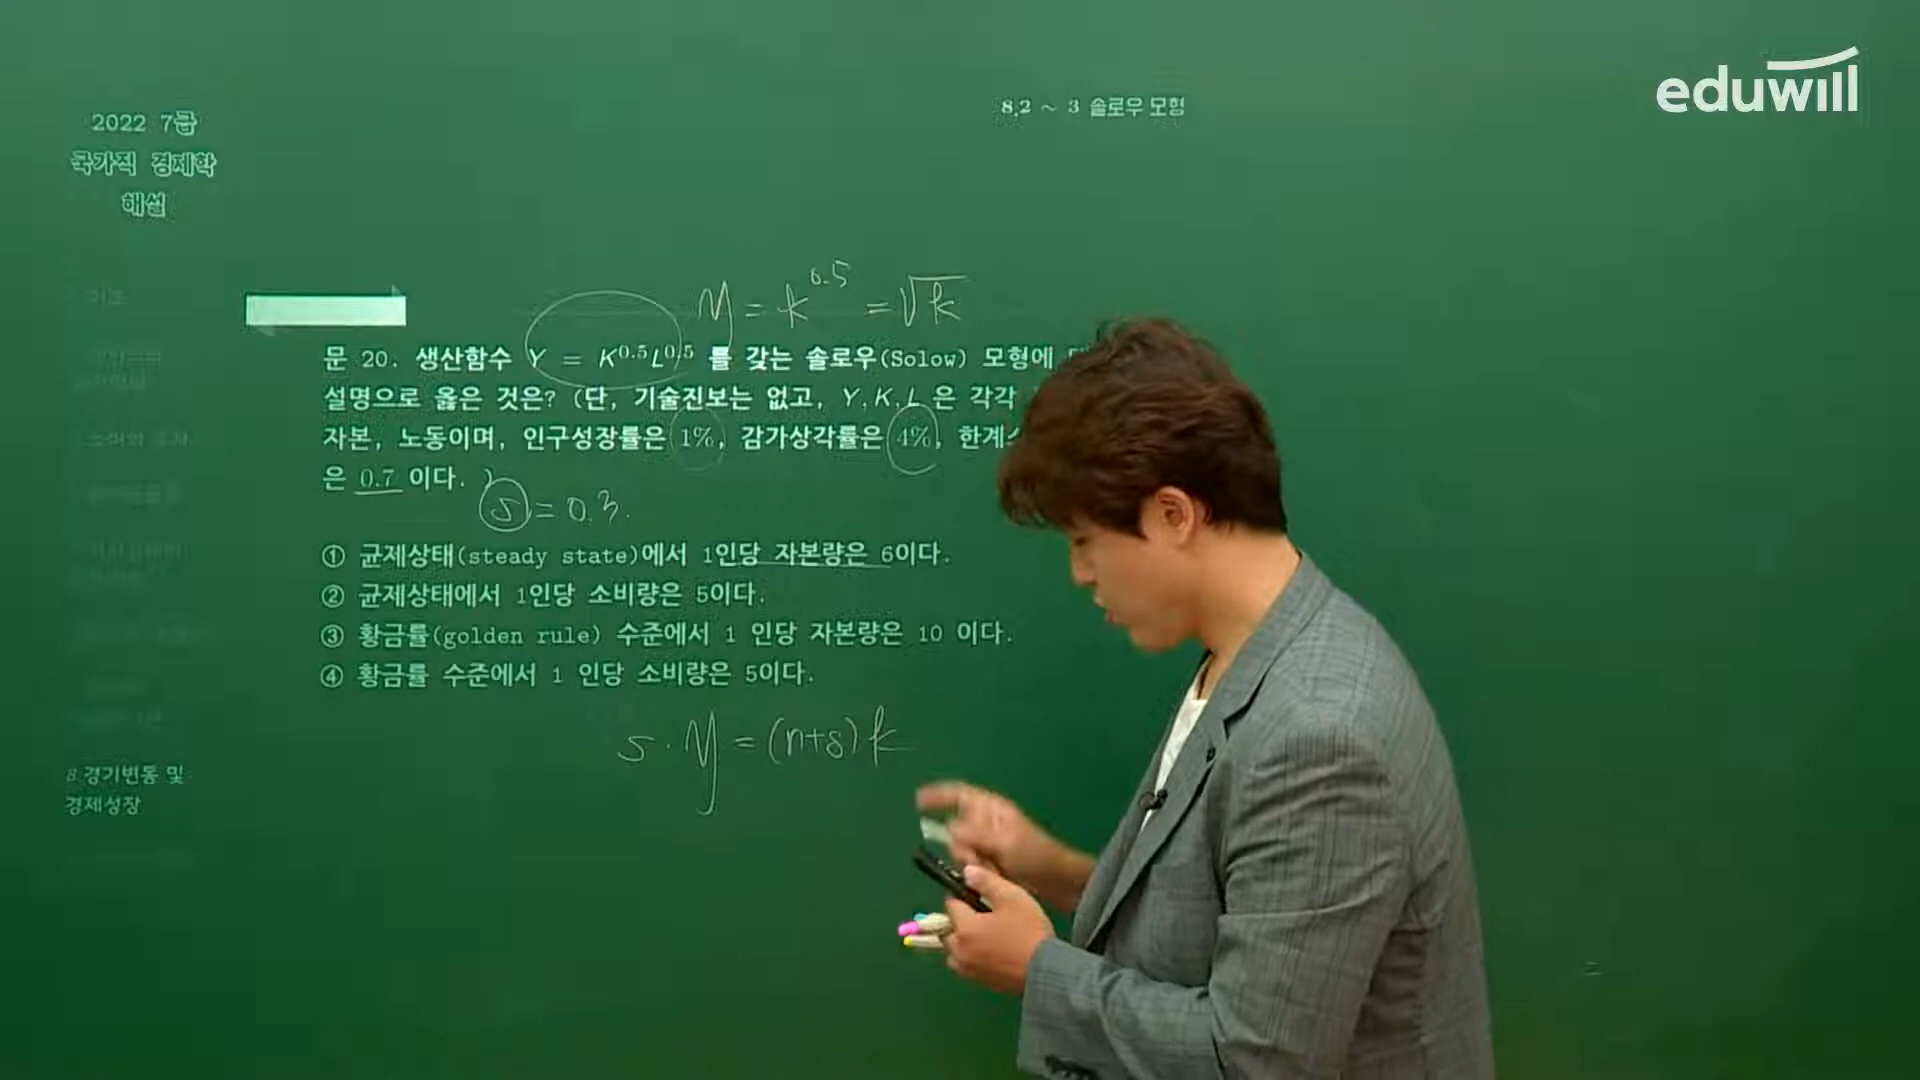 eduwill
8.2 ~ 3 솔로우 모형
2022 7급
국가직 경제학
해설
y = k^0.5 = √k
문 20. 생산함수 Y = K^0.5L^0.5 를 갖는 솔로우(Solow) 모형에
설명으로 옳은 것은? (단, 기술진보는 없고, Y, K, L 은 각각
자본, 노동이며, 인구성장률은 1%, 감가상각률은 4%, 한계
은 0.7 이다. )
s = 0.3.
① 균제상태(steady state)에서 1인당 자본량은 6이다.
② 균제상태에서 1인당 소비량은 5이다.
③ 황금률(golden rule) 수준에서 1 인당 자본량은 10 이다.
④ 황금률 수준에서 1 인당 소비량은 5이다.
s · y = (n+δ)k
8 경기변동 및
경제성장